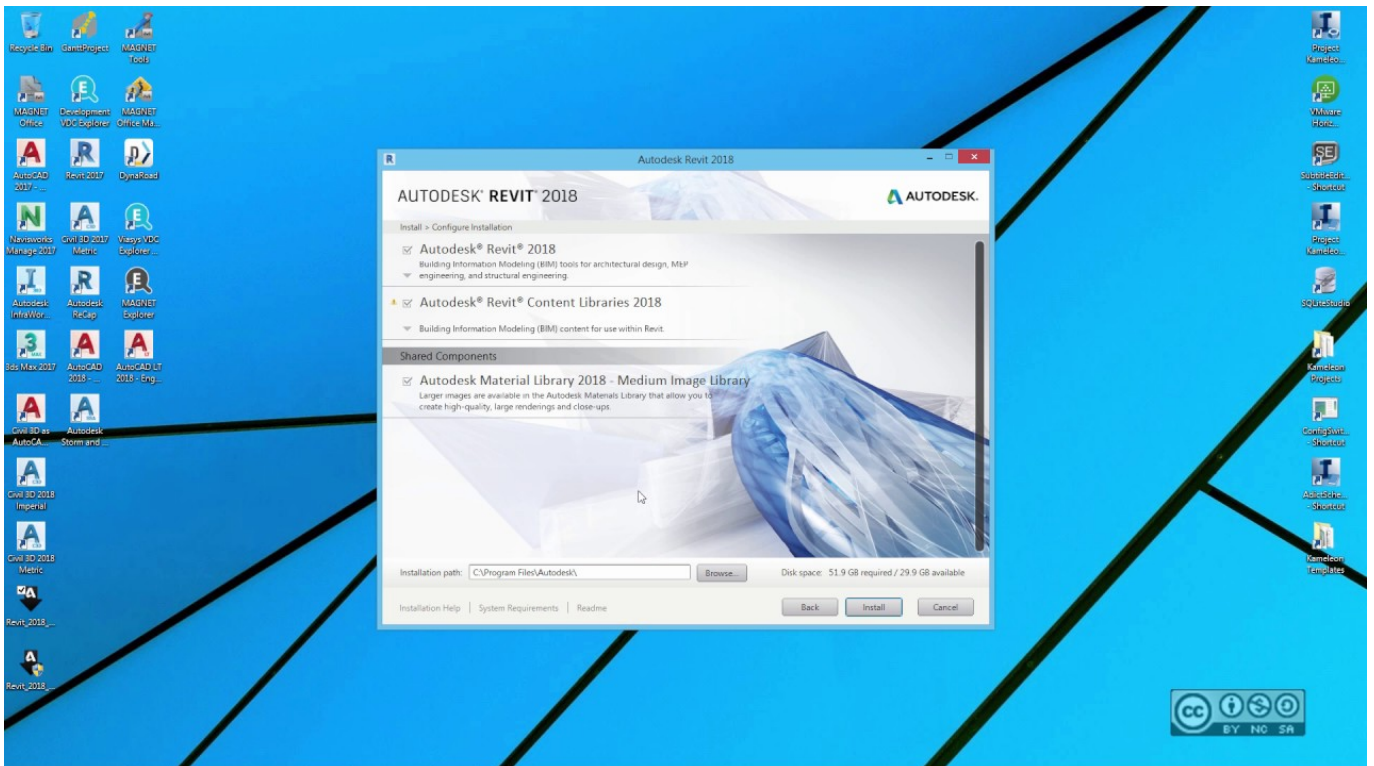 Recycle Bin
GanttProject
MAGNET
Tools
MAGNET
Office
Development
VDC Explorer
MAGNET
Office Ma...
AutoCAD
2017 - ...
Revit 2017
DynaRoad
Navisworks
Manage 2017
Civil 3D 2017
Metric
Viasys VDC
Explorer ...
Autodesk
InfraWor...
Autodesk
ReCap
MAGNET
Explorer
3ds Max 2017
AutoCAD
2018 - ...
AutoCAD LT
2018 - Eng...
Civil 3D as
AutoCA...
Autodesk
Storm and ...
Civil 3D 2018
Imperial
Civil 3D 2018
Metric
Revit_2018_...
Revit_2018_...
Autodesk Revit 2018
AUTODESK® REVIT® 2018
AUTODESK.
Install > Configure Installation
Autodesk® Revit® 2018
Building Information Modeling (BIM) tools for architectural design, MEP
engineering, and structural engineering.
Autodesk® Revit® Content Libraries 2018
Building Information Modeling (BIM) content for use within Revit.
Shared Components
Autodesk Material Library 2018 - Medium Image Library
Larger images are available in the Autodesk Materials Library that allow you to
create high-quality, large renderings and close-ups.
Installation path: C:\Program Files\Autodesk\ Browse... Disk space: 51.9 GB required / 29.9 GB available
Installation Help | System Requirements | Readme Back Install Cancel
Project
Kameleo...
VMware
Horiz...
SE
SubtitleEdit...
- Shortcut
Project
Kameleo...
SQLiteStudio
Kameleon
Projects
ConfigSwit...
- Shortcut
- Shortcut
Kameleon
Templates
cc
BY NC SA